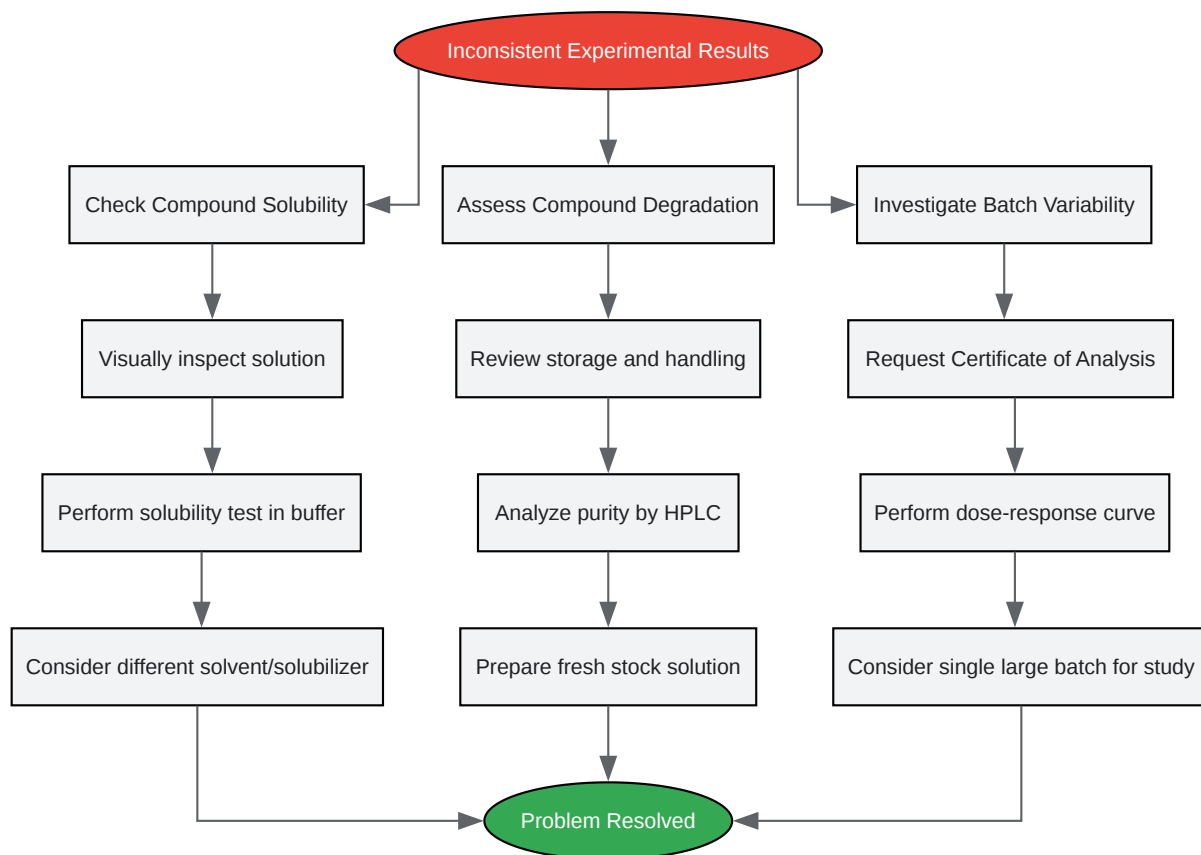 Inconsistent Experimental Results
Check Compound Solubility
Assess Compound Degradation
Investigate Batch Variability
Visually inspect solution
Review storage and handling
Request Certificate of Analysis
Perform solubility test in buffer
Analyze purity by HPLC
Perform dose-response curve
Consider different solvent/solubilizer
Prepare fresh stock solution
Consider single large batch for study
Problem Resolved